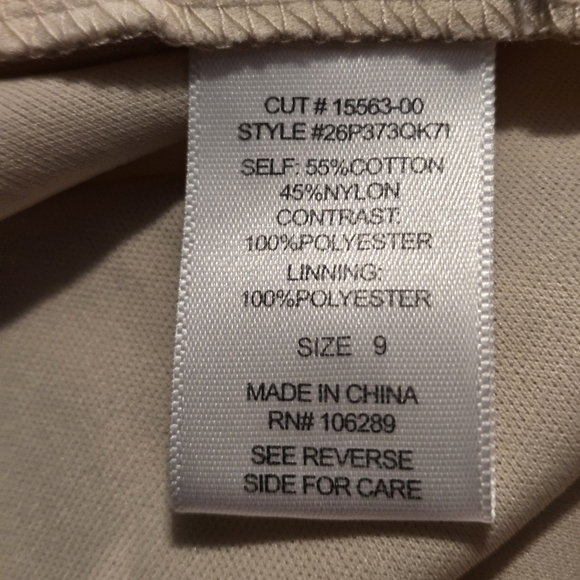 CUT # 15563-00
STYLE #26P373QK71
SELF: 55%COTTON
45%NYLON
CONTRAST:
100%POLYESTER
LINNING:
100%POLYESTER
SIZE 9
MADE IN CHINA
RN# 106289
SEE REVERSE
SIDE FOR CARE